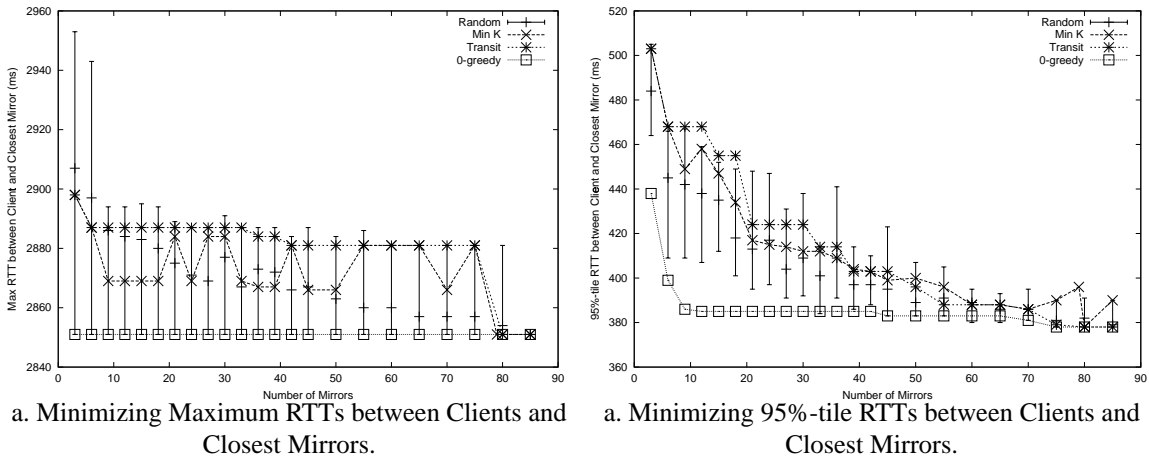 2960
2940
2920
2900
2880
2860
2840
Max RTT between Client and Closest Mirror (ms)
0 10 20 30 40 50 60 70 80 90
Number of Mirrors
Random
Min K
Transit
0-greedy
a. Minimizing Maximum RTTs between Clients and
Closest Mirrors.
520
500
480
460
440
420
400
380
360
95%-tile RTT between Client and Closest Mirror (ms)
0 10 20 30 40 50 60 70 80 90
Number of Mirrors
Random
Min K
Transit
0-greedy
a. Minimizing 95%-tile RTTs between Clients and
Closest Mirrors.